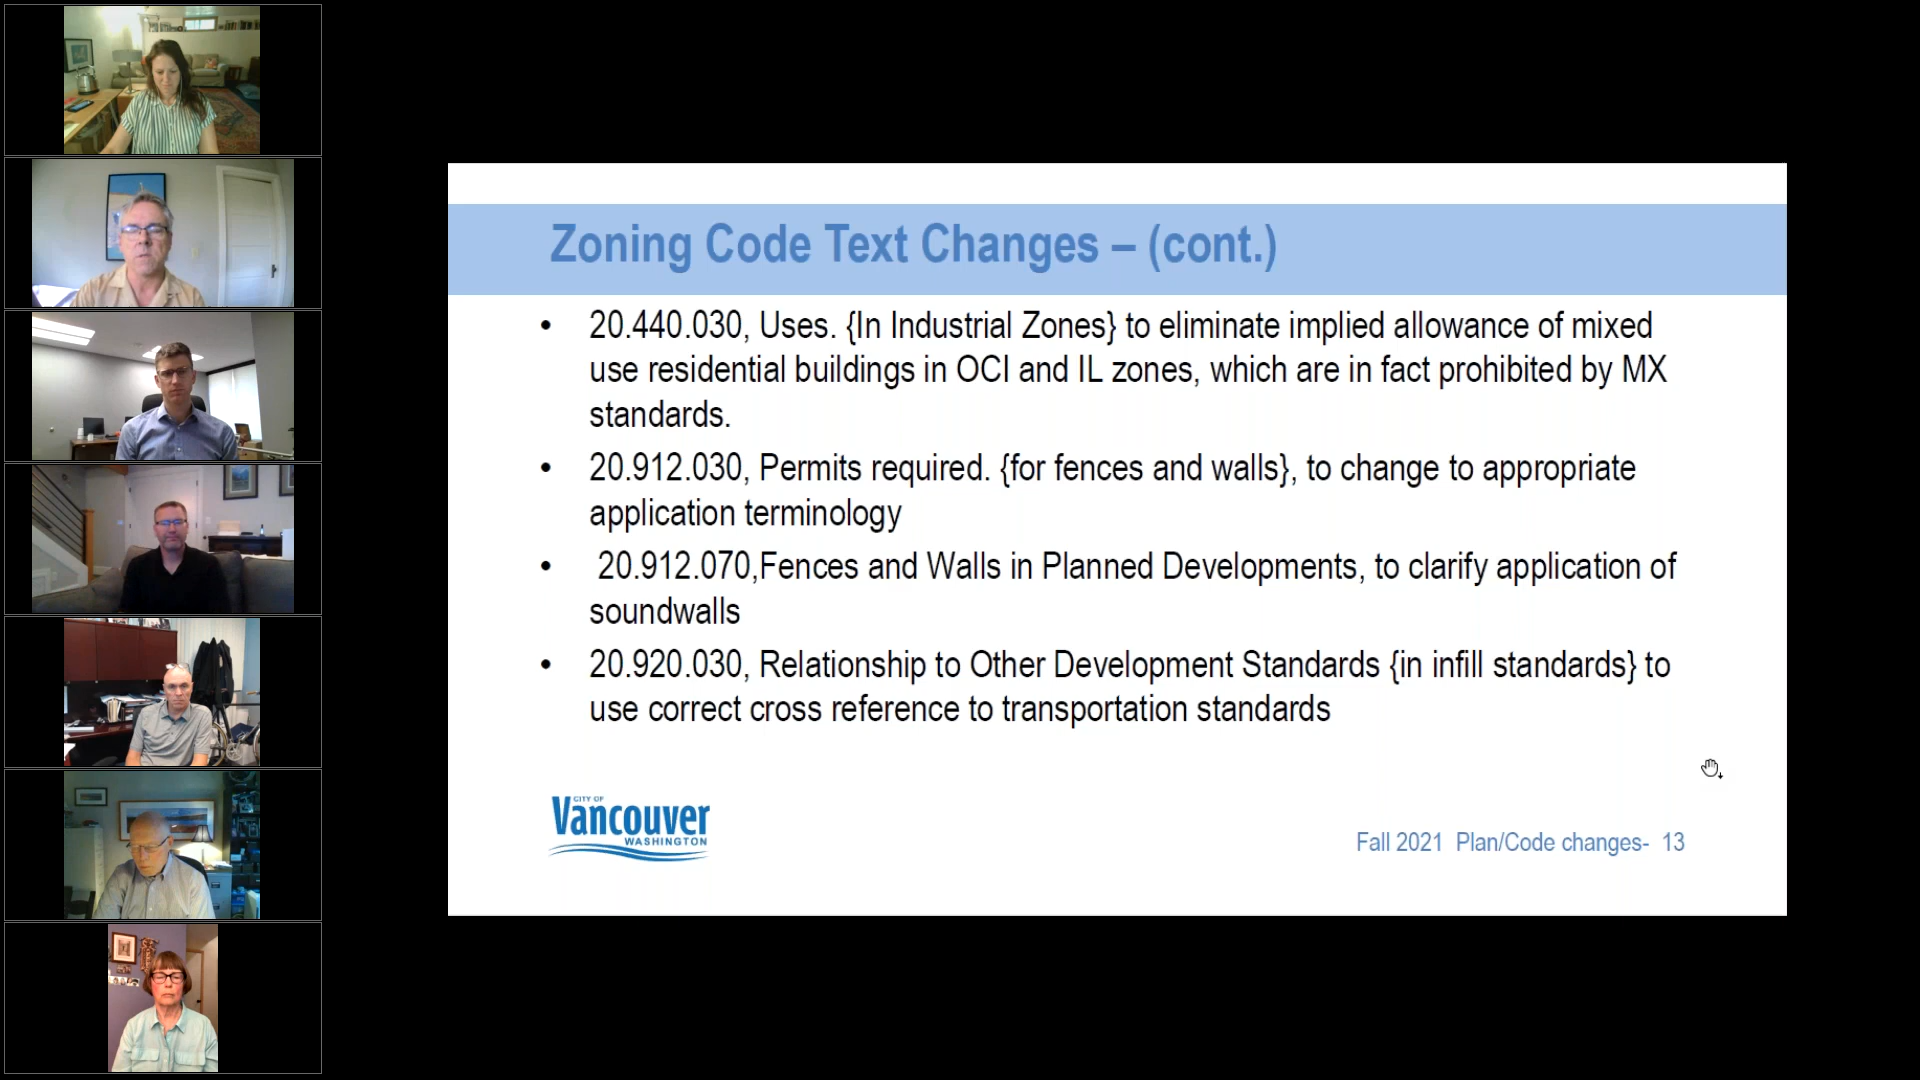 Zoning Code Text Changes – (cont.)
• 20.440.030, Uses. {In Industrial Zones} to eliminate implied allowance of mixed
use residential buildings in OCI and IL zones, which are in fact prohibited by MX
standards.
• 20.912.030, Permits required. {for fences and walls}, to change to appropriate
application terminology
• 20.912.070,Fences and Walls in Planned Developments, to clarify application of
soundwalls
• 20.920.030, Relationship to Other Development Standards {in infill standards} to
use correct cross reference to transportation standards
CITY OF
Vancouver
WASHINGTON
Fall 2021 Plan/Code changes- 13